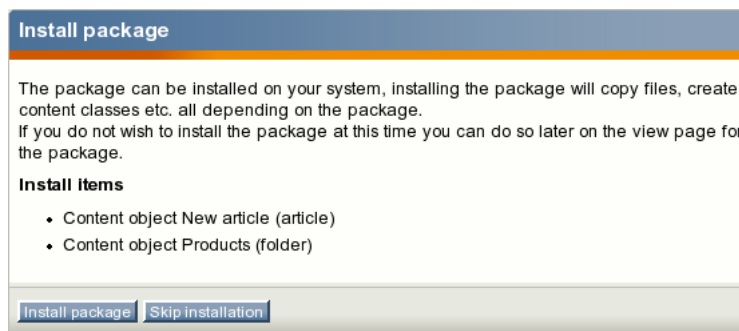 Install package
The package can be installed on your system, installing the package will copy files, create
content classes etc. all depending on the package.
If you do not wish to install the package at this time you can do so later on the view page for
the package.
Install items
• Content object New article (article)
• Content object Products (folder)
Install package Skip installation